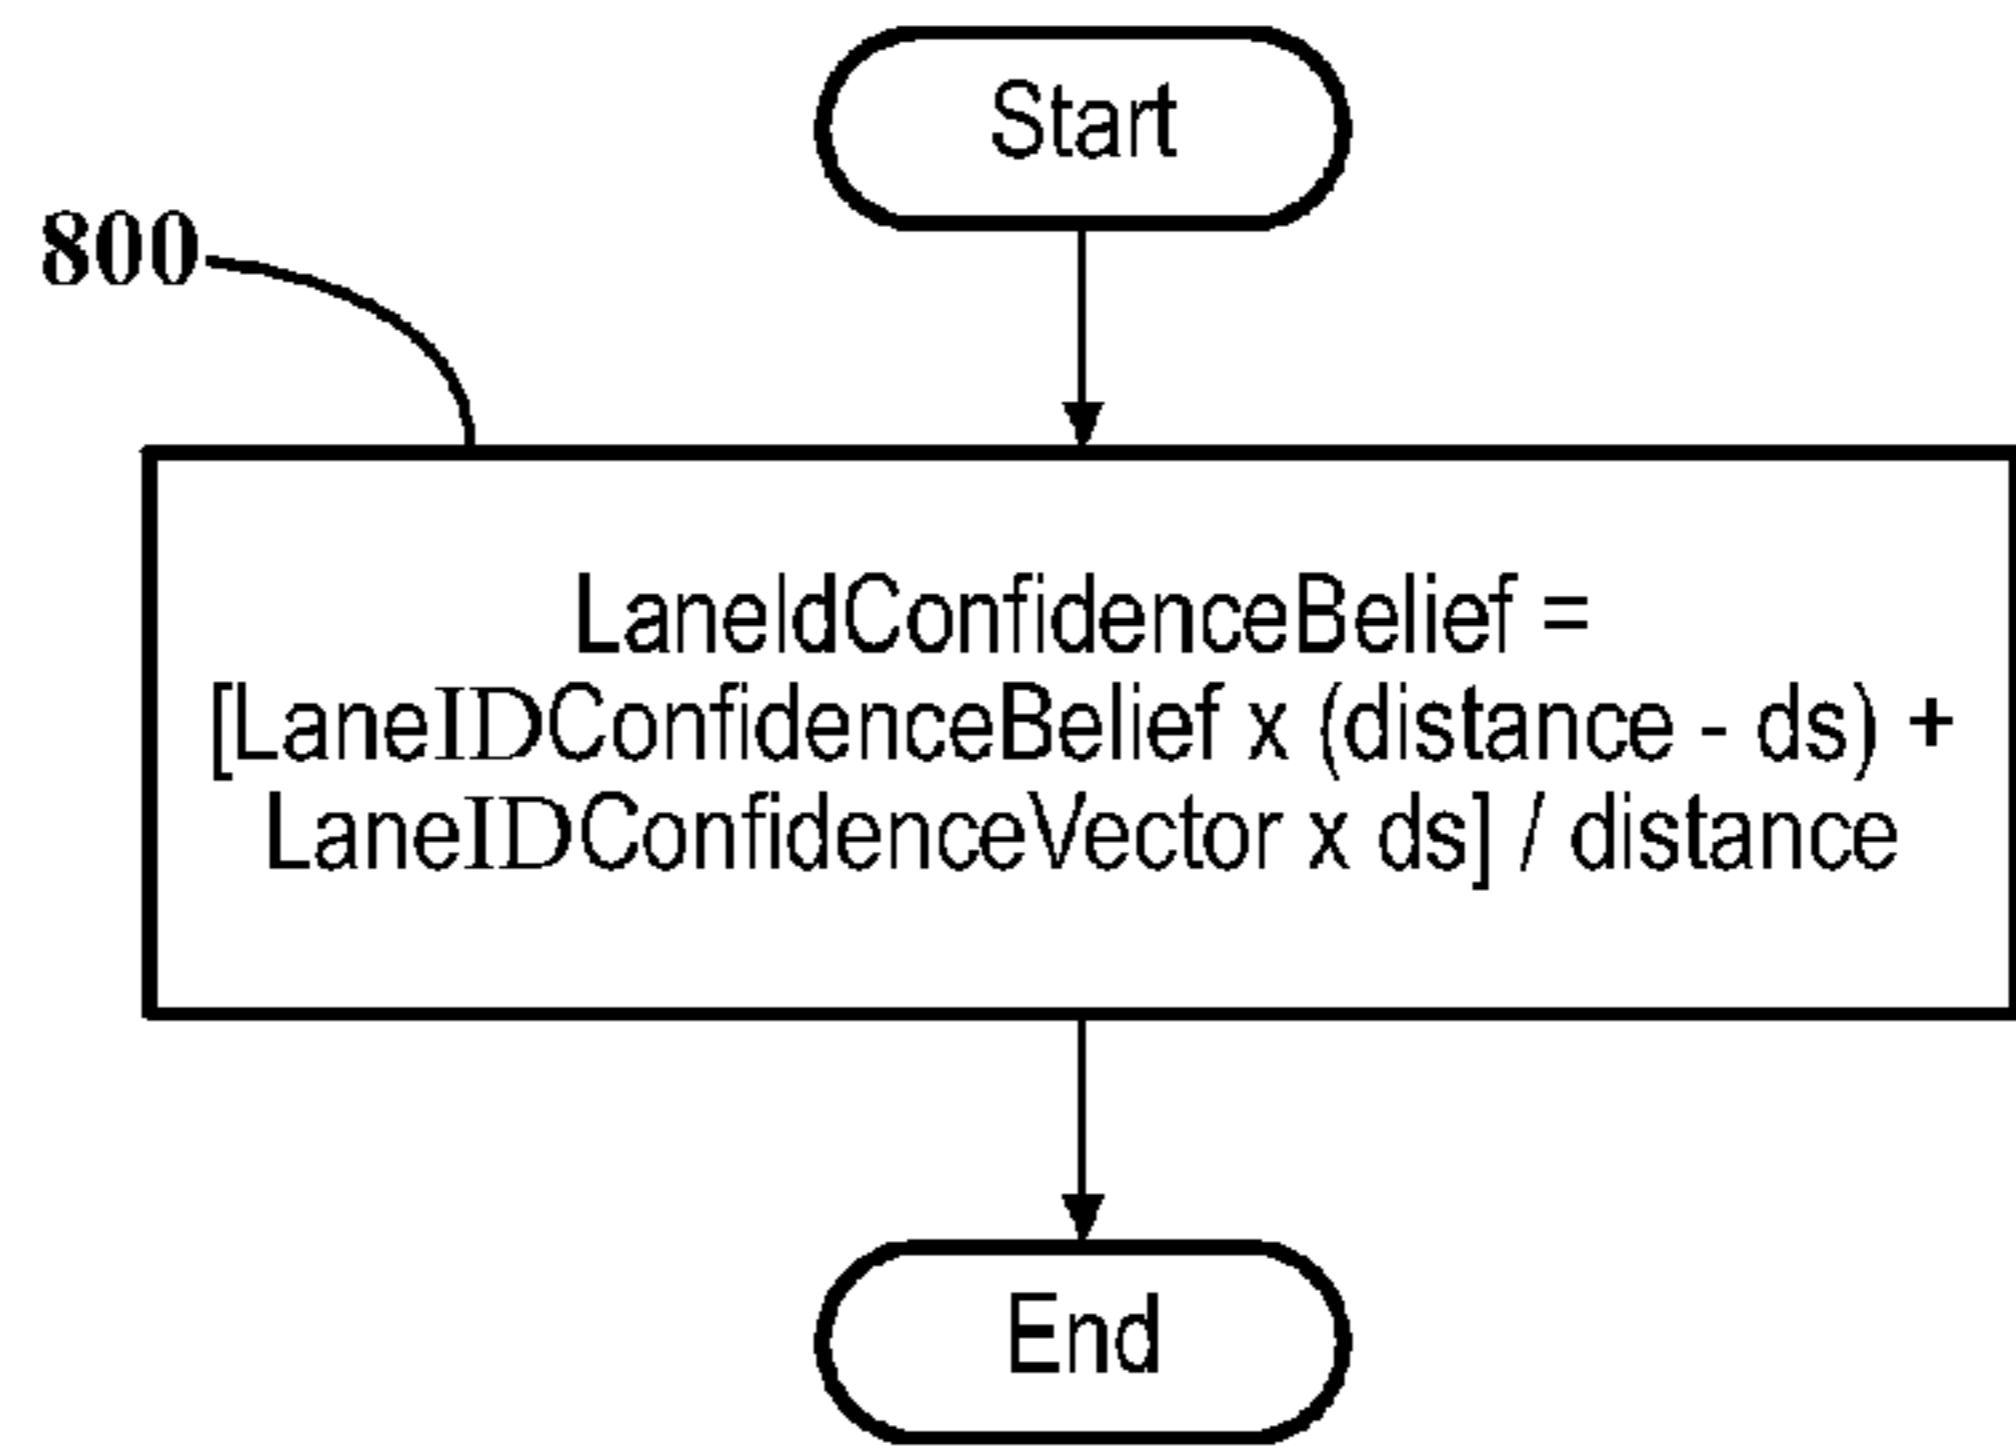 Start
800
LaneIdConfidenceBelief =
[LaneIDConfidenceBelief x (distance - ds) +
LaneIDConfidenceVector x ds] / distance
End